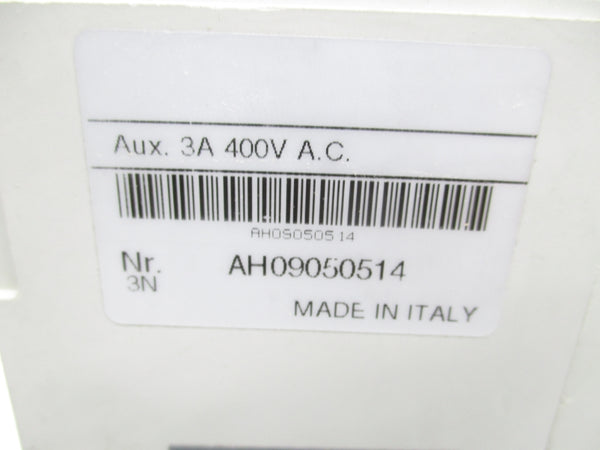 Aux. 3A 400V A.C.
AH09050514
Nr. AH09050514
3N
MADE IN ITALY